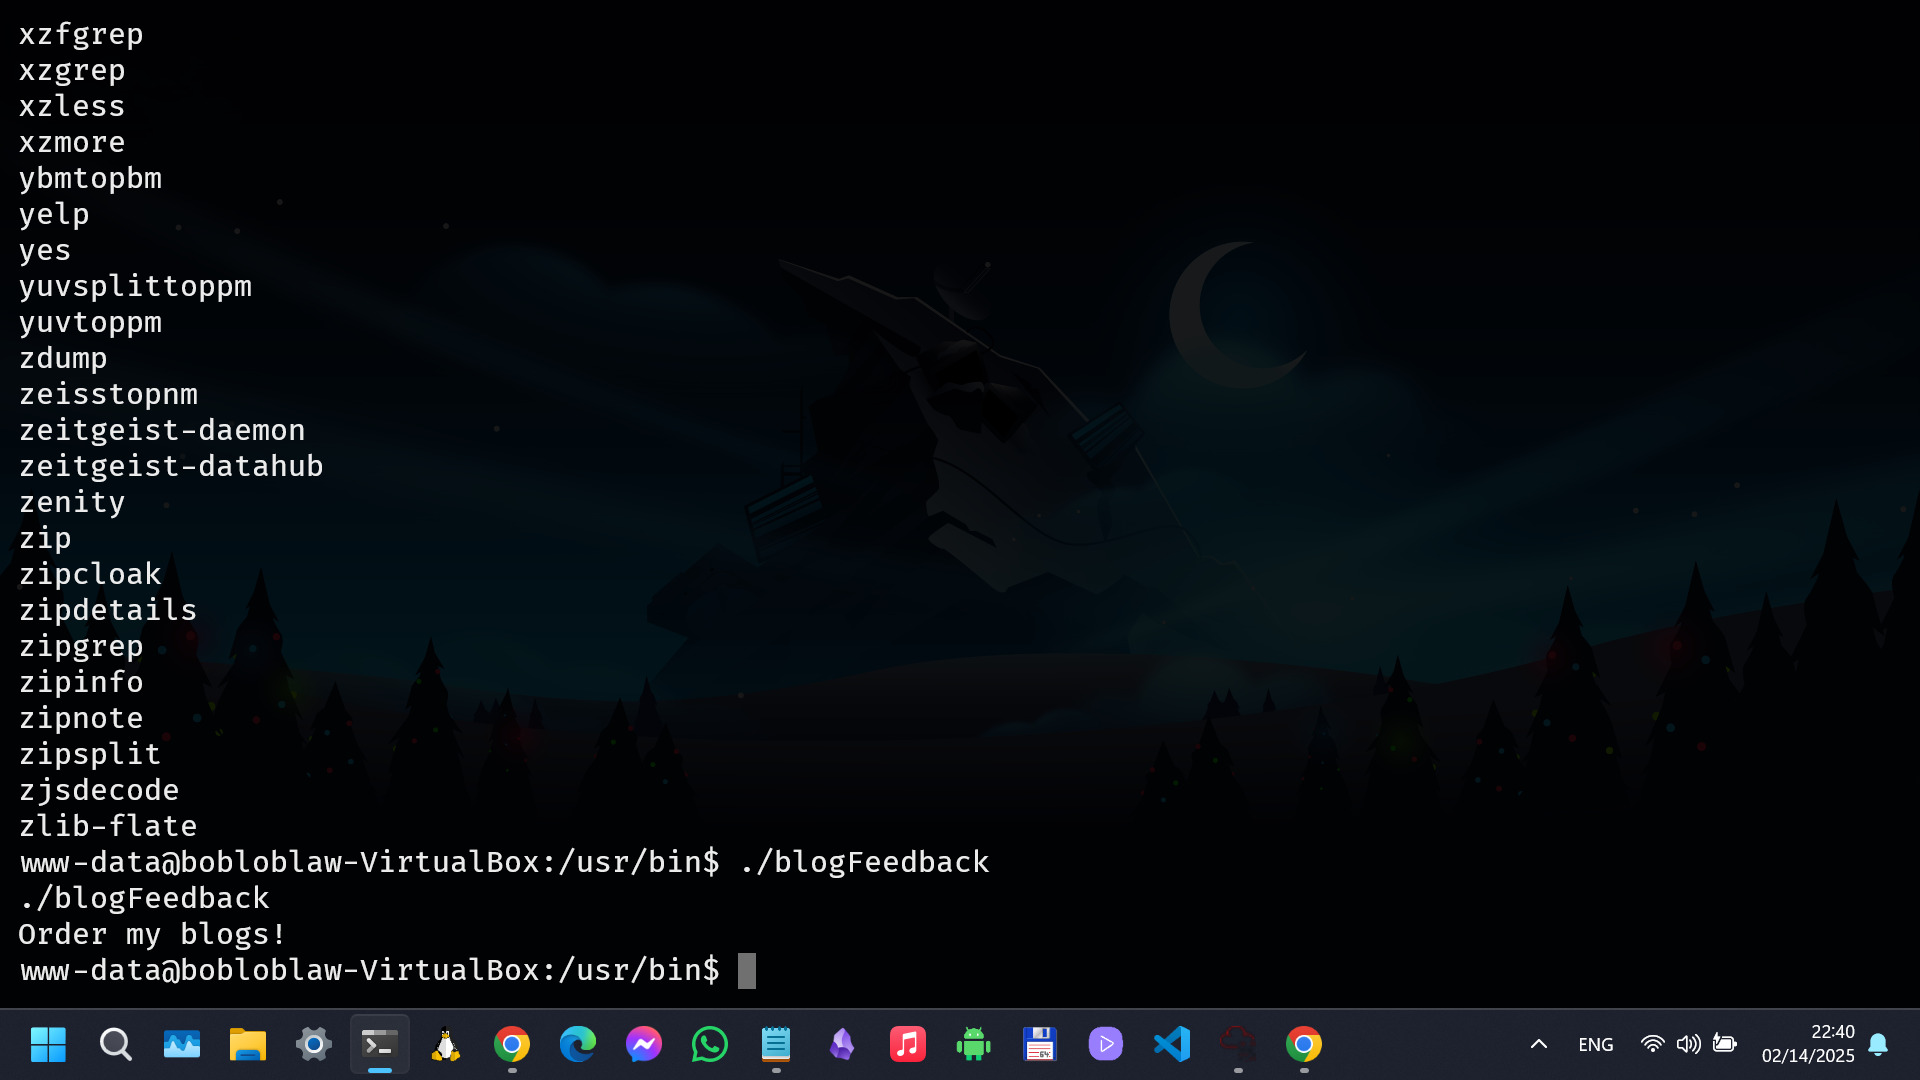 xzfgrep
xzgrep
xzless
xzmore
ybmtopbm
yelp
yes
yuvsplittoppm
yuvtoppm
zdump
zeisstopnm
zeitgeist-daemon
zeitgeist-datahub
zenity
zip
zipcloak
zipdetails
zipgrep
zipinfo
zipnote
zipsplit
zjsdecode
zlib-flate
www-data@bobloblaw-VirtualBox:/usr/bin$ ./blogFeedback
./blogFeedback
Order my blogs!
www-data@bobloblaw-VirtualBox:/usr/bin$
64
ENG
22:40
02/14/2025